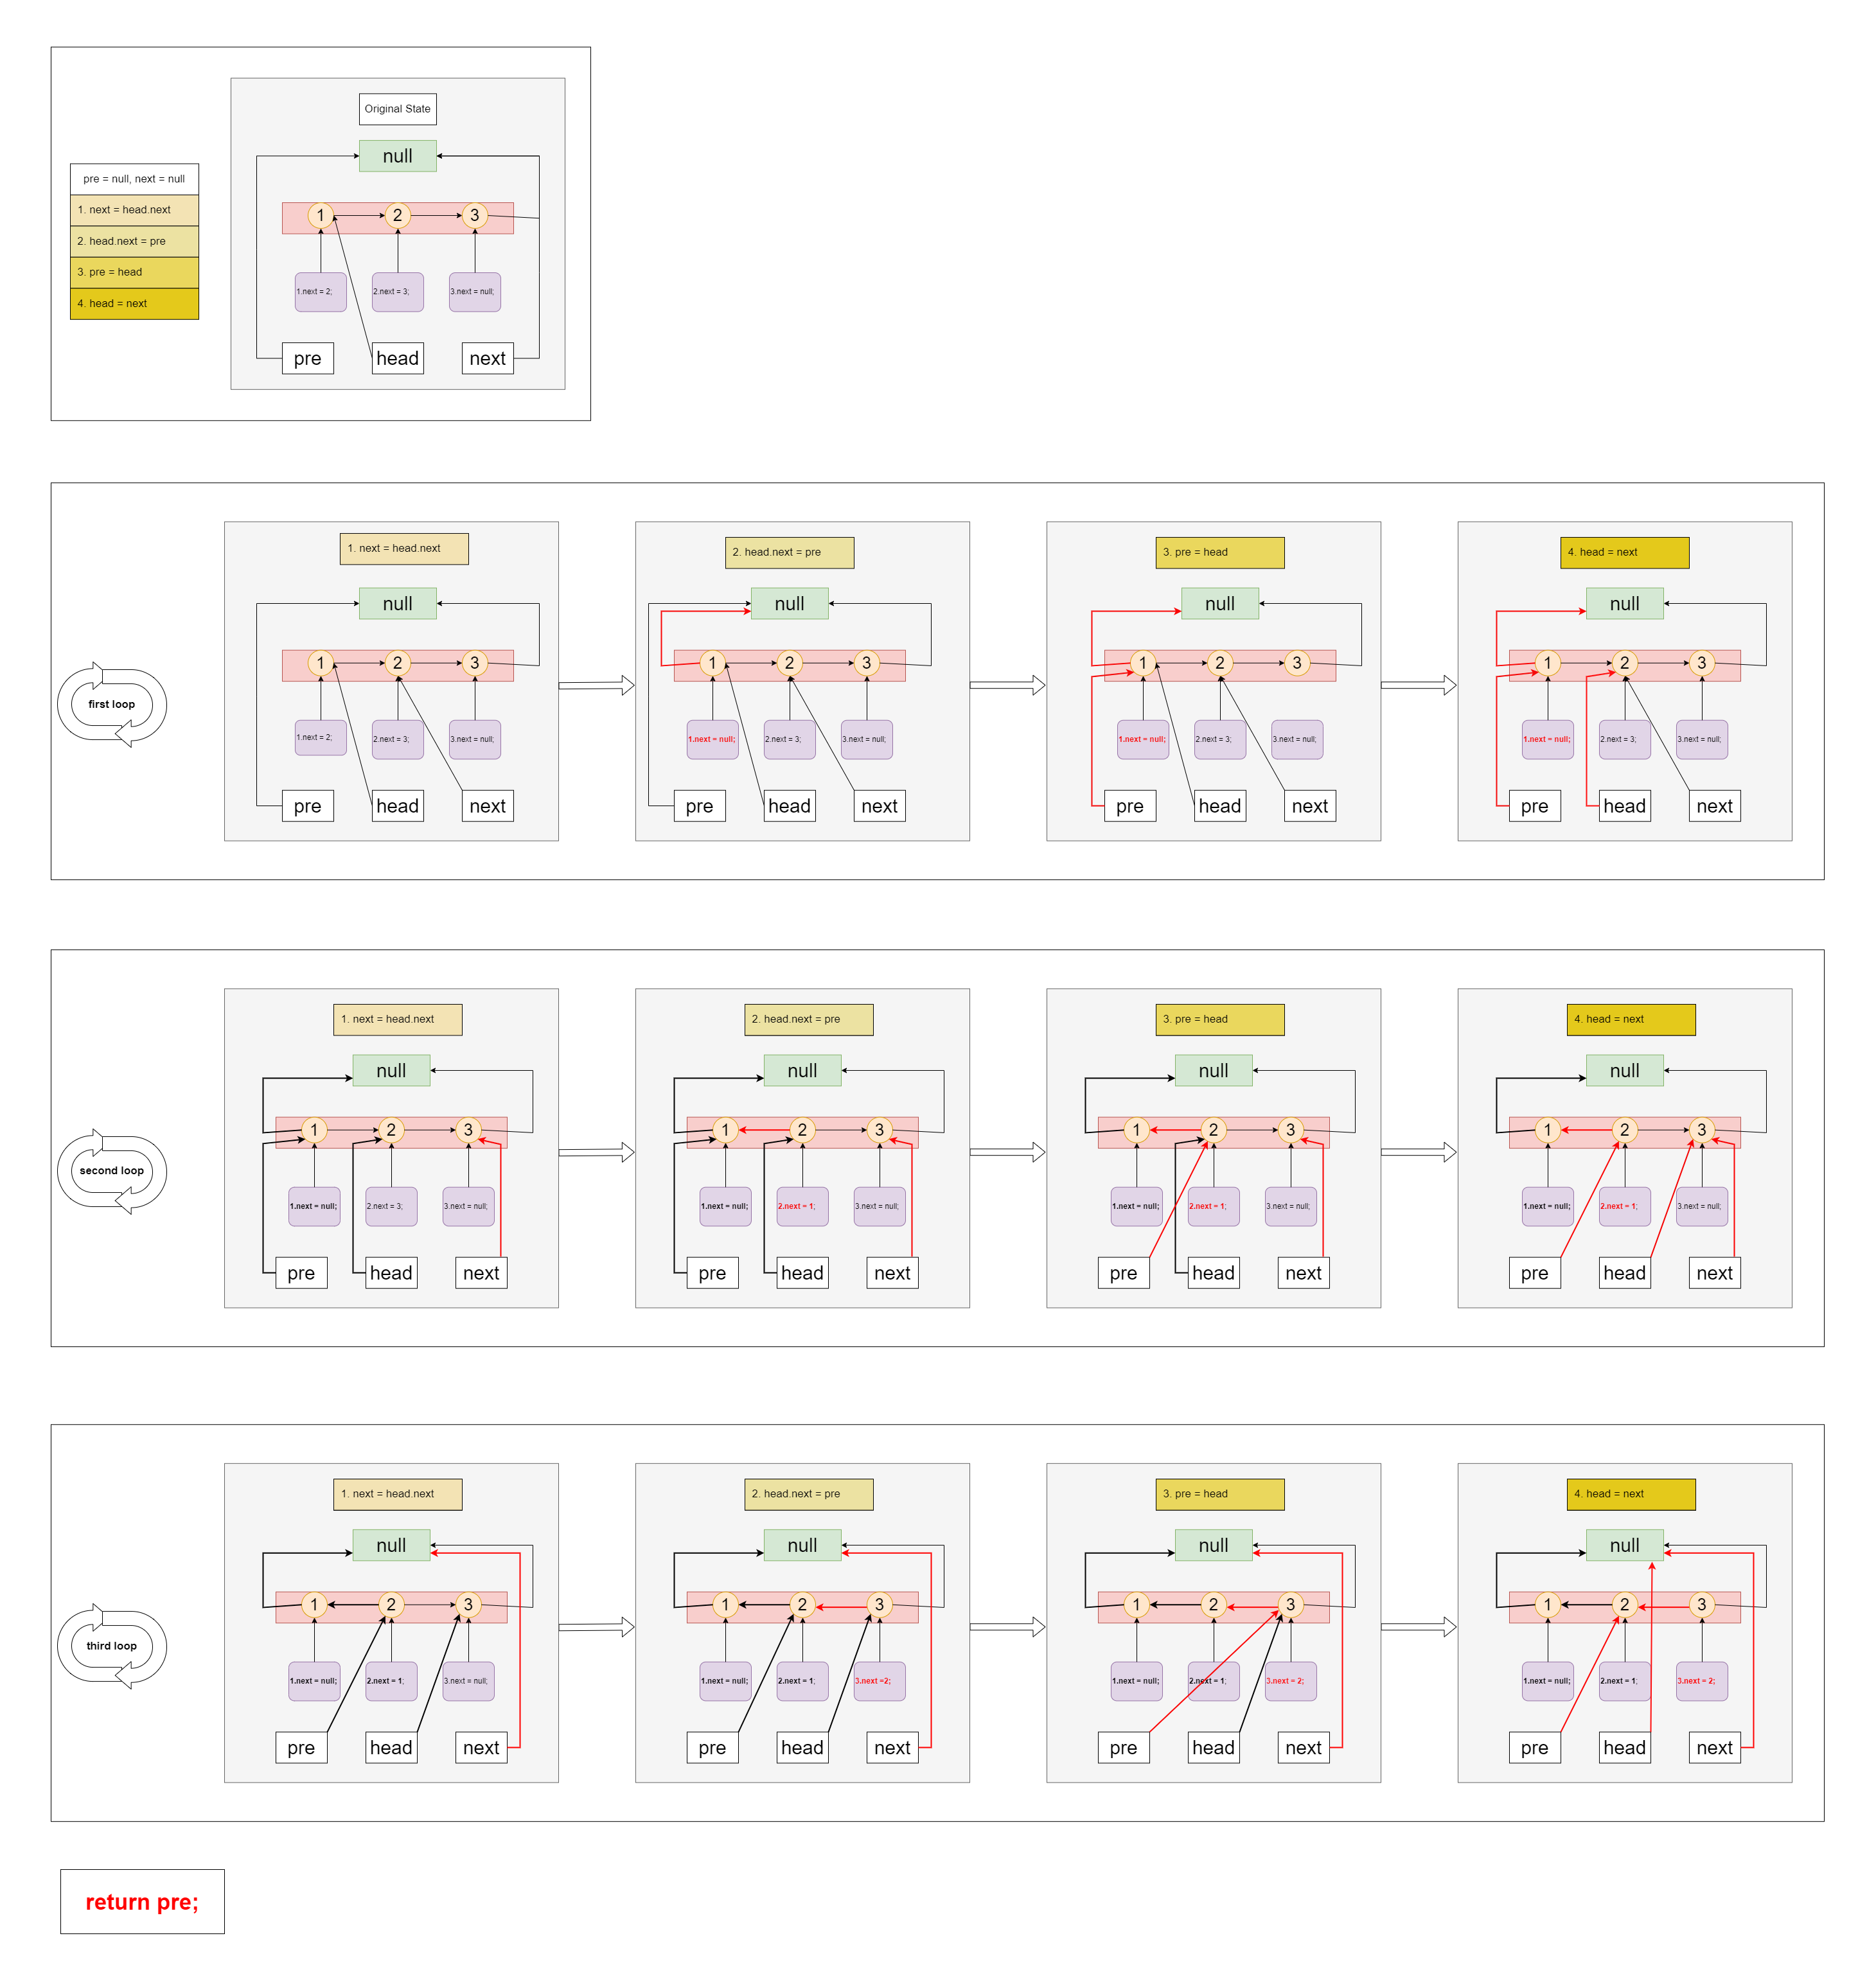 Original State
null
pre = null, next = null
1. next = head.next
2. head.next = pre
3. pre = head
4. head = next
1 2 3
1.next = 2; 2.next = 3; 3.next = null;
pre head next
first loop
1. next = head.next
null
1 2 3
1.next = 2; 2.next = 3; 3.next = null;
pre head next
2. head.next = pre
null
1 2 3
1.next = null; 2.next = 3; 3.next = null;
pre head next
3. pre = head
null
1 2 3
1.next = null; 2.next = 3; 3.next = null;
pre head next
4. head = next
null
1 2 3
1.next = null; 2.next = 3; 3.next = null;
pre head next
second loop
1. next = head.next
null
1 2 3
1.next = null; 2.next = 3; 3.next = null;
pre head next
2. head.next = pre
null
1 2 3
1.next = null; 2.next = 1; 3.next = null;
pre head next
3. pre = head
null
1 2 3
1.next = null; 2.next = 1; 3.next = null;
pre head next
4. head = next
null
1 2 3
1.next = null; 2.next = 1; 3.next = null;
pre head next
third loop
1. next = head.next
null
1 2 3
1.next = null; 2.next = 1; 3.next = null;
pre head next
2. head.next = pre
null
1 2 3
1.next = null; 2.next = 1; 3.next =2;
pre head next
3. pre = head
null
1 2 3
1.next = null; 2.next = 1; 3.next = 2;
pre head next
4. head = next
null
1 2 3
1.next = null; 2.next = 1; 3.next = 2;
pre head next
return pre;